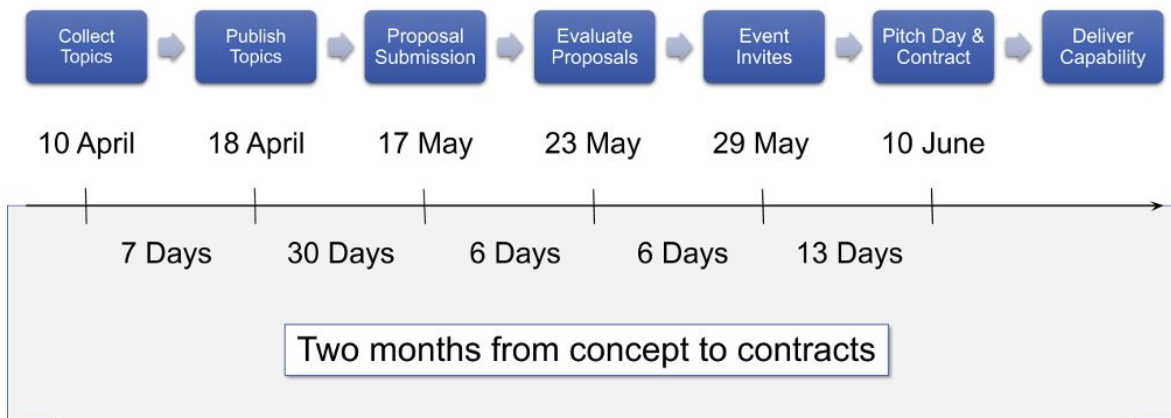 Collect
Topics
Publish
Topics
Proposal
Submission
Evaluate
Proposals
Event
Invites
Pitch Day &
Contract
Deliver
Capability
10 April
18 April
17 May
23 May
29 May
10 June
7 Days
30 Days
6 Days
6 Days
13 Days
Two months from concept to contracts